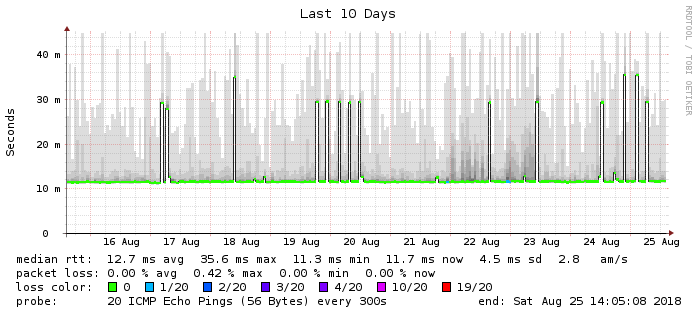 Last 10 Days
RRDTOOL / TOBI OETIKER
Seconds
40 m
30 m
20 m
10 m
0
16 Aug 17 Aug 18 Aug 19 Aug 20 Aug 21 Aug 22 Aug 23 Aug 24 Aug 25 Aug
median rtt: 12.7 ms avg 35.6 ms max 11.3 ms min 11.7 ms now 4.5 ms sd 2.8 am/s
packet loss: 0.00 % avg 0.42 % max 0.00 % min 0.00 % now
loss color: 0 1/20 2/20 3/20 4/20 10/20 19/20
probe: 20 ICMP Echo Pings (56 Bytes) every 300s end: Sat Aug 25 14:05:08 2018